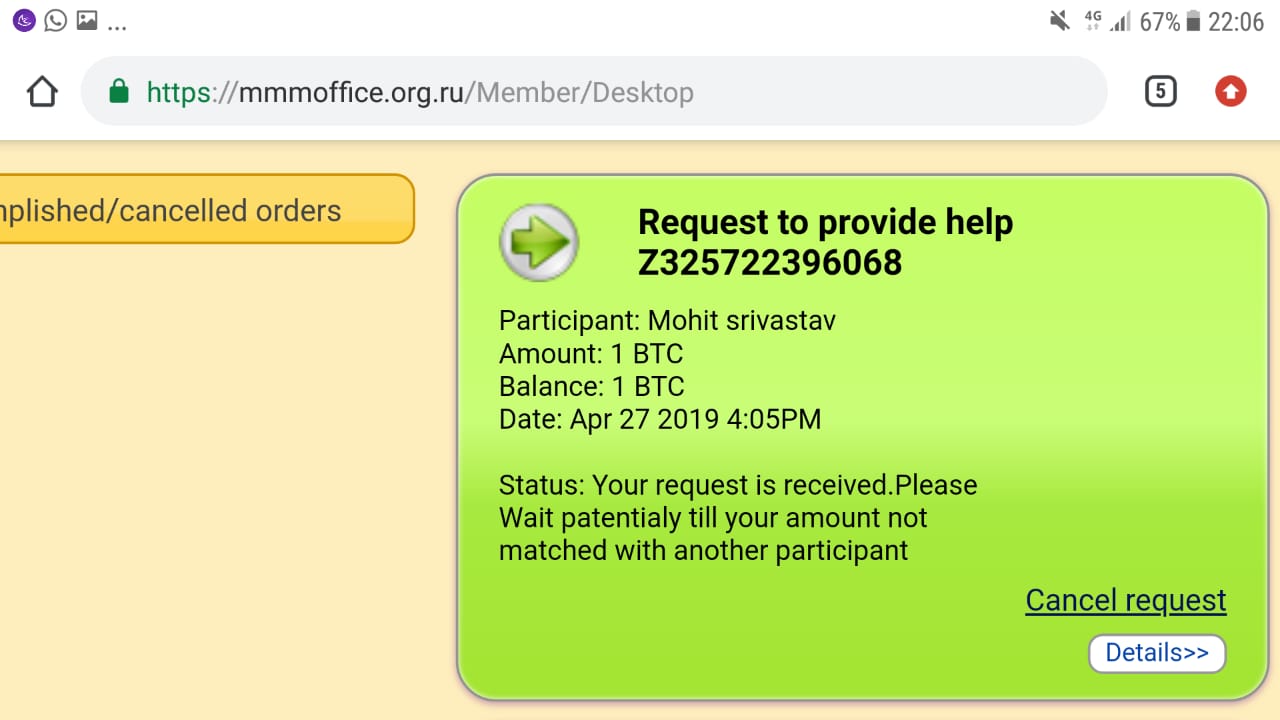 ...
4G
67%
22:06
https://mmmoffice.org.ru/Member/Desktop
5
nplished/cancelled orders
Request to provide help
Z325722396068
Participant: Mohit srivastav
Amount: 1 BTC
Balance: 1 BTC
Date: Apr 27 2019 4:05PM
Status: Your request is received.Please
Wait patentialy till your amount not
matched with another participant
Cancel request
Details>>